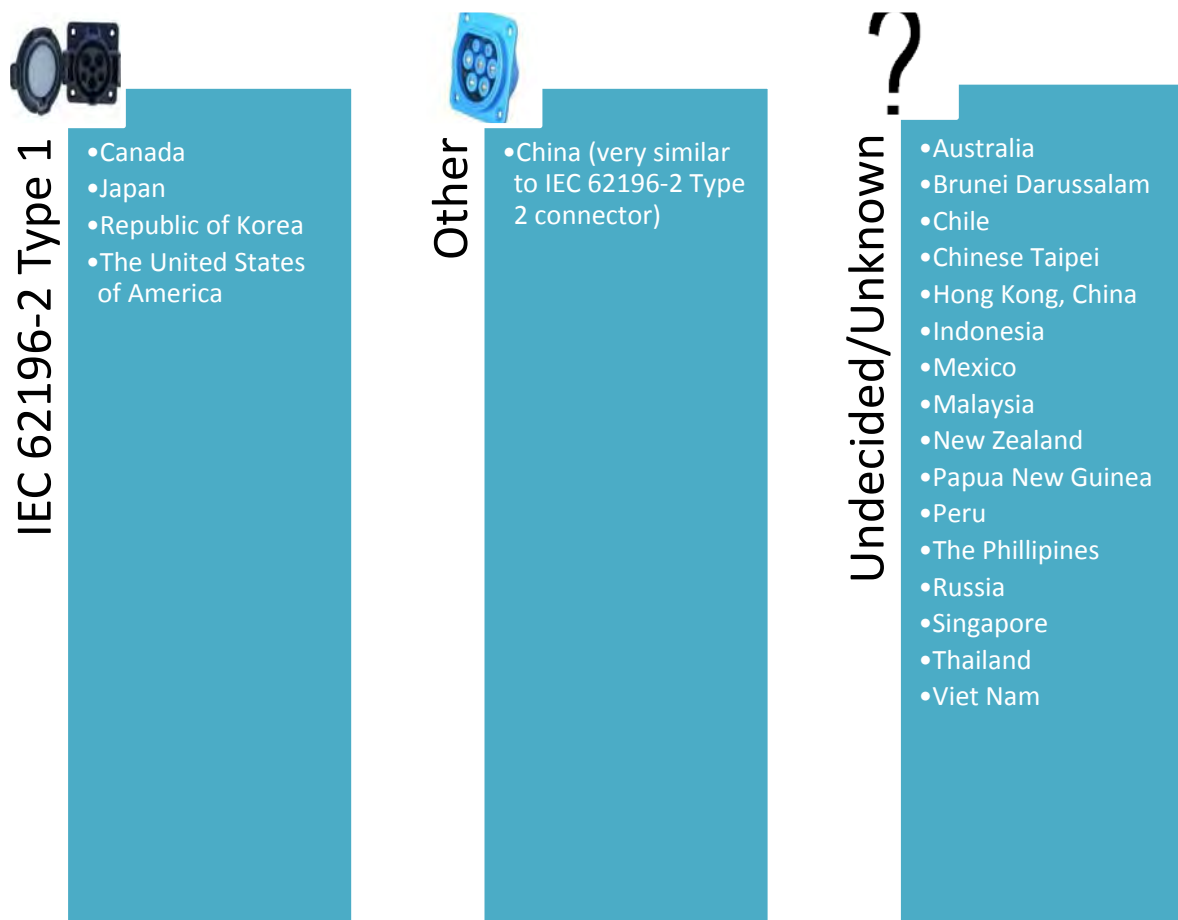 IEC 62196-2 Type 1
•Canada
•Japan
•Republic of Korea
•The United States
of America
Other
•China (very similar
to IEC 62196-2 Type
2 connector)
?
Undecided/Unknown
•Australia
•Brunei Darussalam
•Chile
•Chinese Taipei
•Hong Kong, China
•Indonesia
•Mexico
•Malaysia
•New Zealand
•Papua New Guinea
•Peru
•The Phillipines
•Russia
•Singapore
•Thailand
•Viet Nam